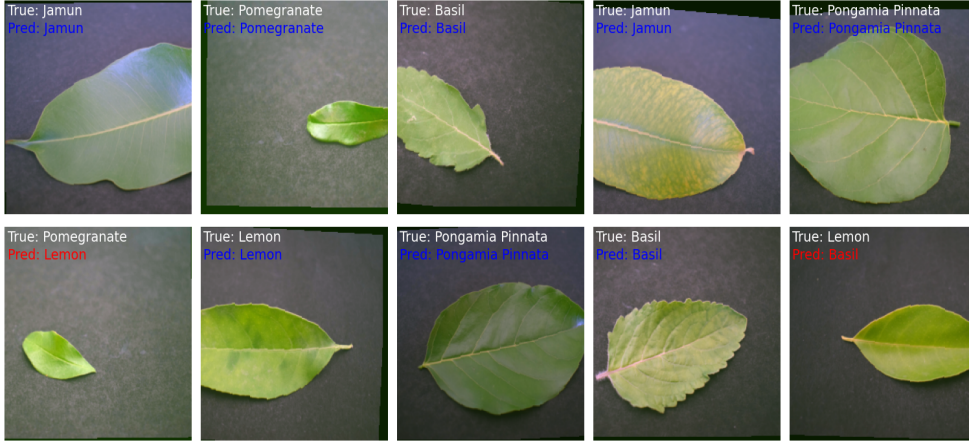 True: Jamun
Pred: Jamun
True: Pomegranate
Pred: Pomegranate
True: Basil
Pred: Basil
True: Jamun
Pred: Jamun
True: Pongamia Pinnata
Pred: Pongamia Pinnata
True: Pomegranate
Pred: Lemon
True: Lemon
Pred: Lemon
True: Pongamia Pinnata
Pred: Pongamia Pinnata
True: Basil
Pred: Basil
True: Lemon
Pred: Basil